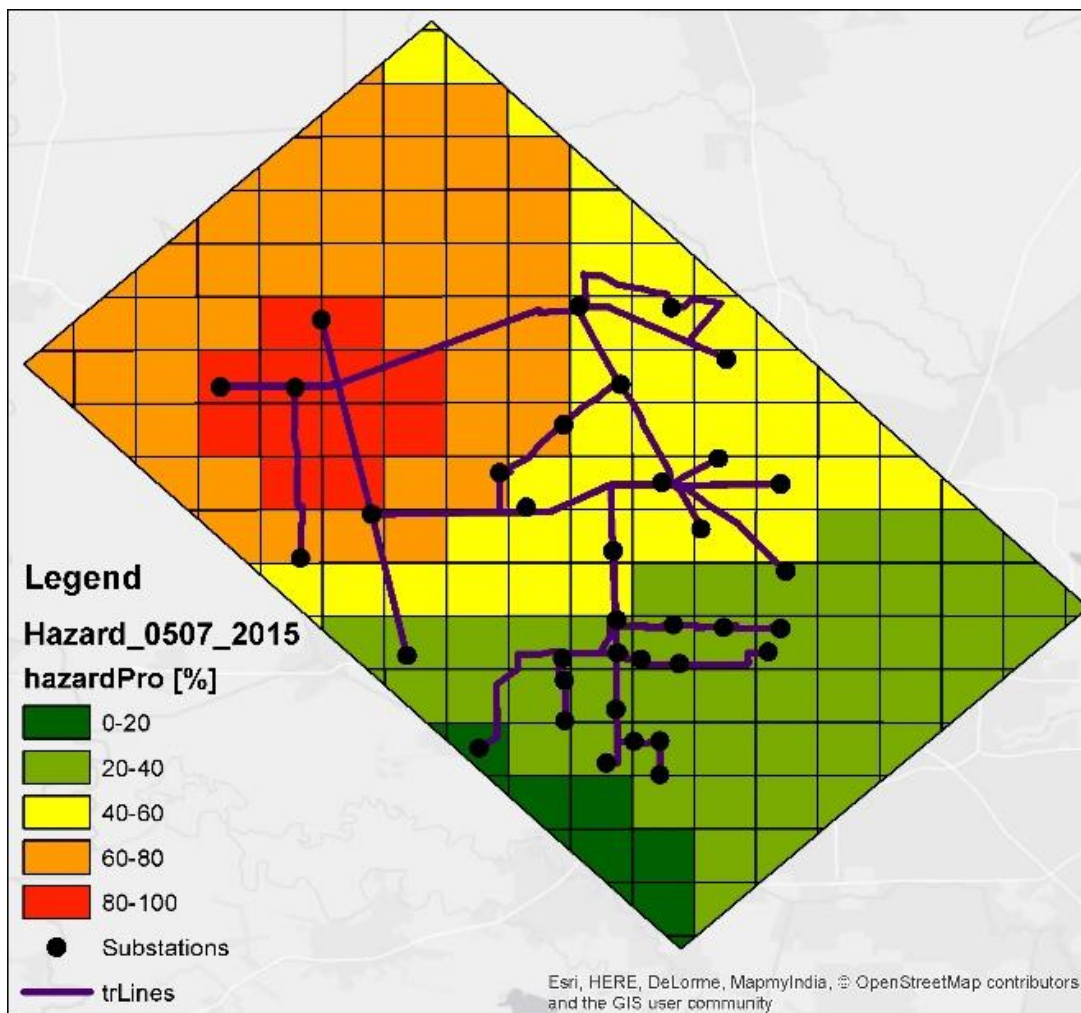 Legend
Hazard_0507_2015
hazardPro [%]
0-20
20-40
40-60
60-80
80-100
Substations
trLines
Esri, HERE, DeLorme, MapmyIndia, © OpenStreetMap contributors
and the GIS user community